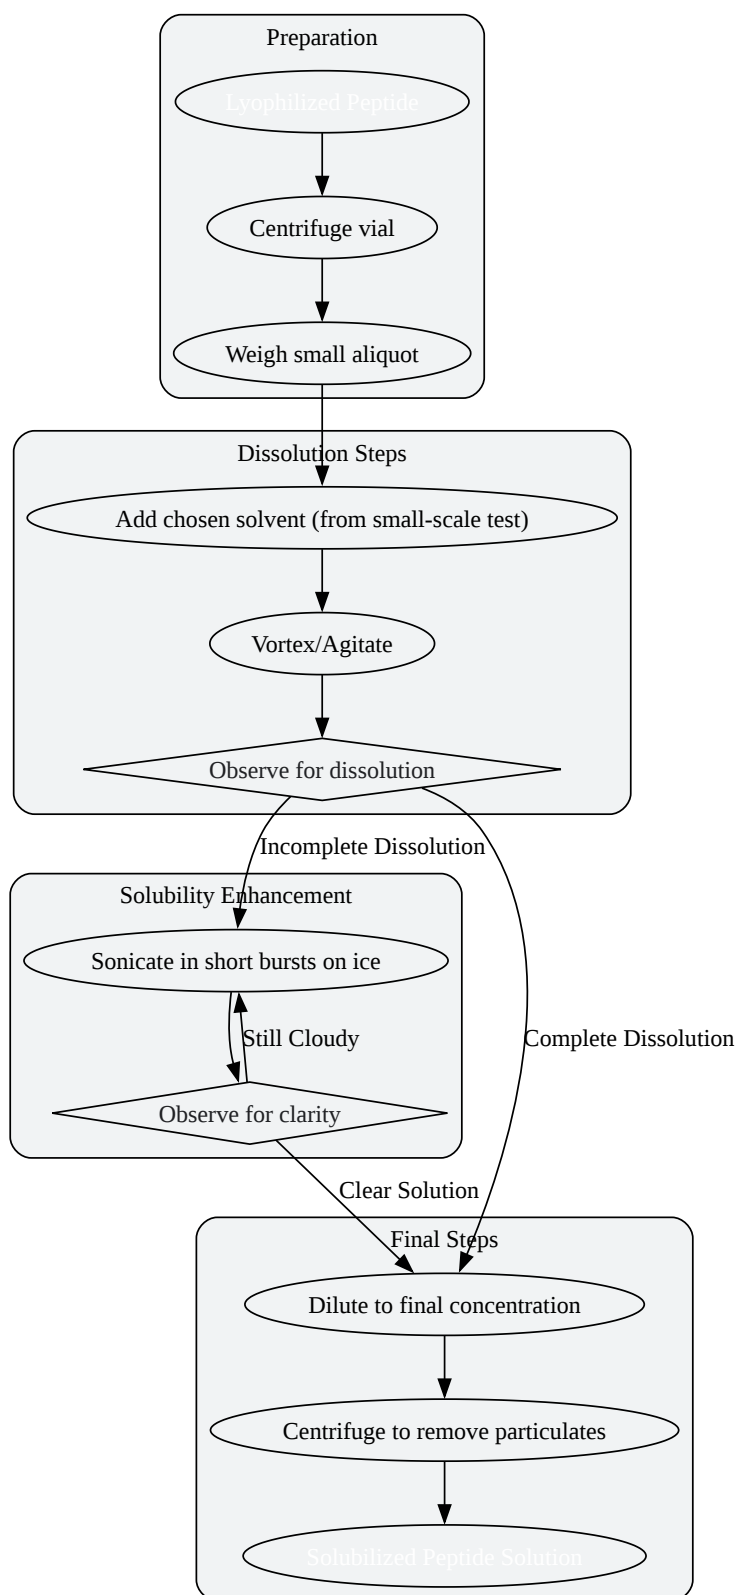 Preparation
Lyophilized Peptide
Centrifuge vial
Weigh small aliquot
Dissolution Steps
Add chosen solvent (from small-scale test)
Vortex/Agitate
Observe for dissolution
Incomplete Dissolution
Solubility Enhancement
Sonicate in short bursts on ice
Still Cloudy
Complete Dissolution
Observe for clarity
Clear Solution
Final Steps
Dilute to final concentration
Centrifuge to remove particulates
Solubilized Peptide Solution